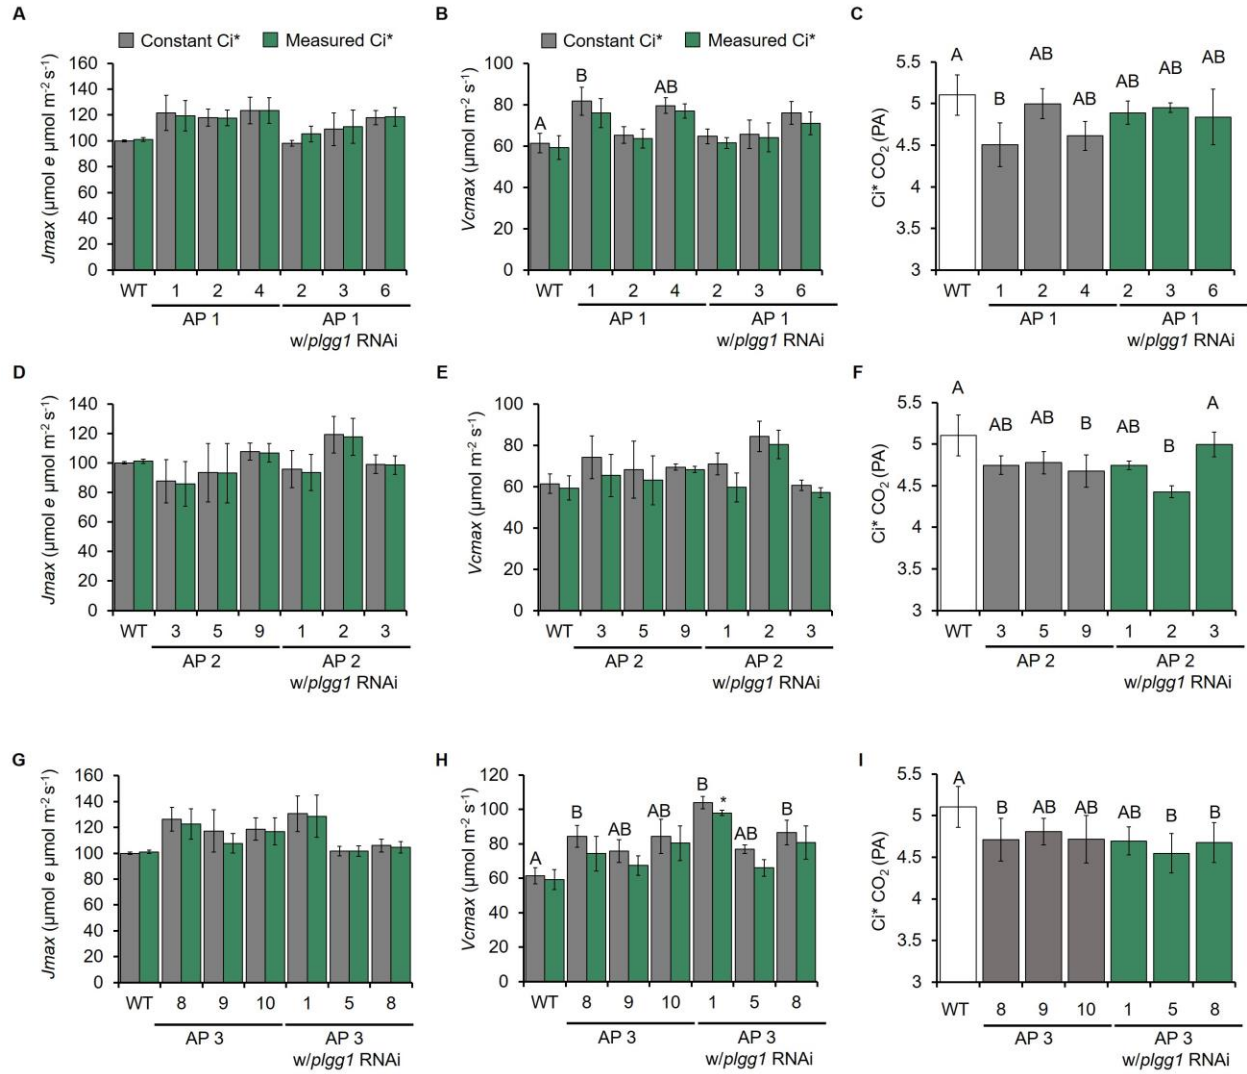 A
Constant Ci* Measured Ci*
Jmax (µmol e µmol m-2 s-1)
160
140
120
100
80
60
40
20
0
WT 1 2 4 2 3 6
AP 1 AP 1
w/plgg1 RNAi
B
Constant Ci* Measured Ci*
Vcmax (µmol m-2 s-1)
100
80
60
40
20
0
A B AB
WT 1 2 4 2 3 6
AP 1 AP 1
w/plgg1 RNAi
C
Ci* CO2 (PA)
5.5
5
4.5
4
3.5
3
A B AB AB AB AB AB
WT 1 2 4 2 3 6
AP 1 AP 1
w/plgg1 RNAi
D
Jmax (µmol e µmol m-2 s-1)
140
120
100
80
60
40
20
0
WT 3 5 9 1 2 3
AP 2 AP 2
w/plgg1 RNAi
E
Vcmax (µmol m-2 s-1)
100
80
60
40
20
0
WT 3 5 9 1 2 3
AP 2 AP 2
w/plgg1 RNAi
F
Ci* CO2 (PA)
5.5
5
4.5
4
3.5
3
A AB AB B AB B A
WT 3 5 9 1 2 3
AP 2 AP 2
w/plgg1 RNAi
G
Jmax (µmol e µmol m-2 s-1)
160
140
120
100
80
60
40
20
0
WT 8 9 10 1 5 8
AP 3 AP 3
w/plgg1 RNAi
H
Vcmax (µmol m-2 s-1)
120
100
80
60
40
20
0
A B AB AB B * AB B
WT 8 9 10 1 5 8
AP 3 AP 3
w/plgg1 RNAi
I
Ci* CO2 (PA)
5.5
5
4.5
4
3.5
3
A B AB AB AB B B
WT 8 9 10 1 5 8
AP 3 AP 3
w/plgg1 RNAi